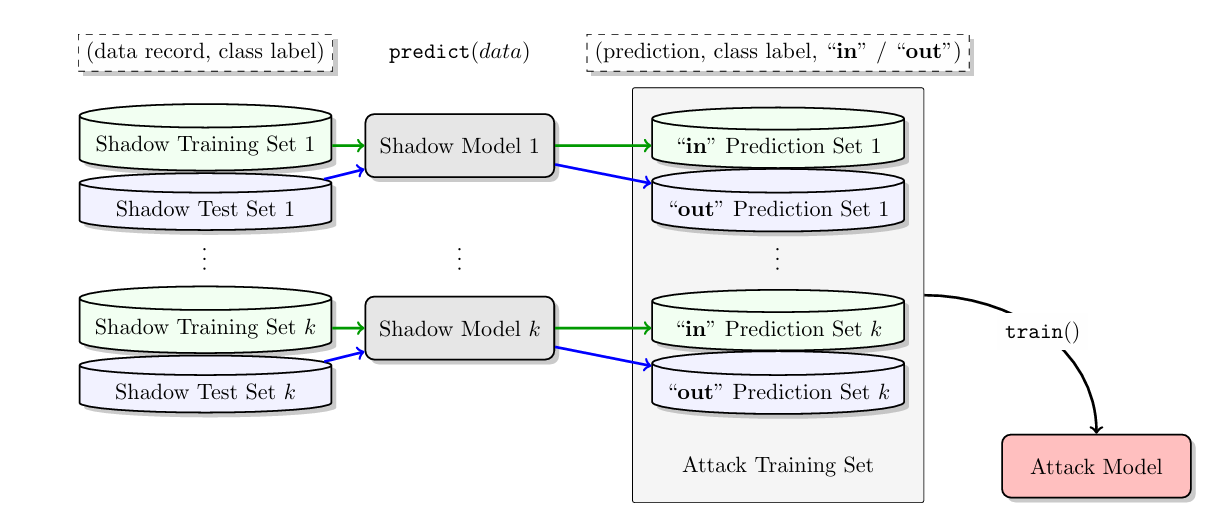 (data record, class label)
predict(data)
(prediction, class label, “in” / “out”)
Shadow Training Set 1
Shadow Model 1
“in” Prediction Set 1
Shadow Test Set 1
“out” Prediction Set 1
⋮
⋮
⋮
Shadow Training Set k
Shadow Model k
“in” Prediction Set k
train()
Shadow Test Set k
“out” Prediction Set k
Attack Training Set
Attack Model